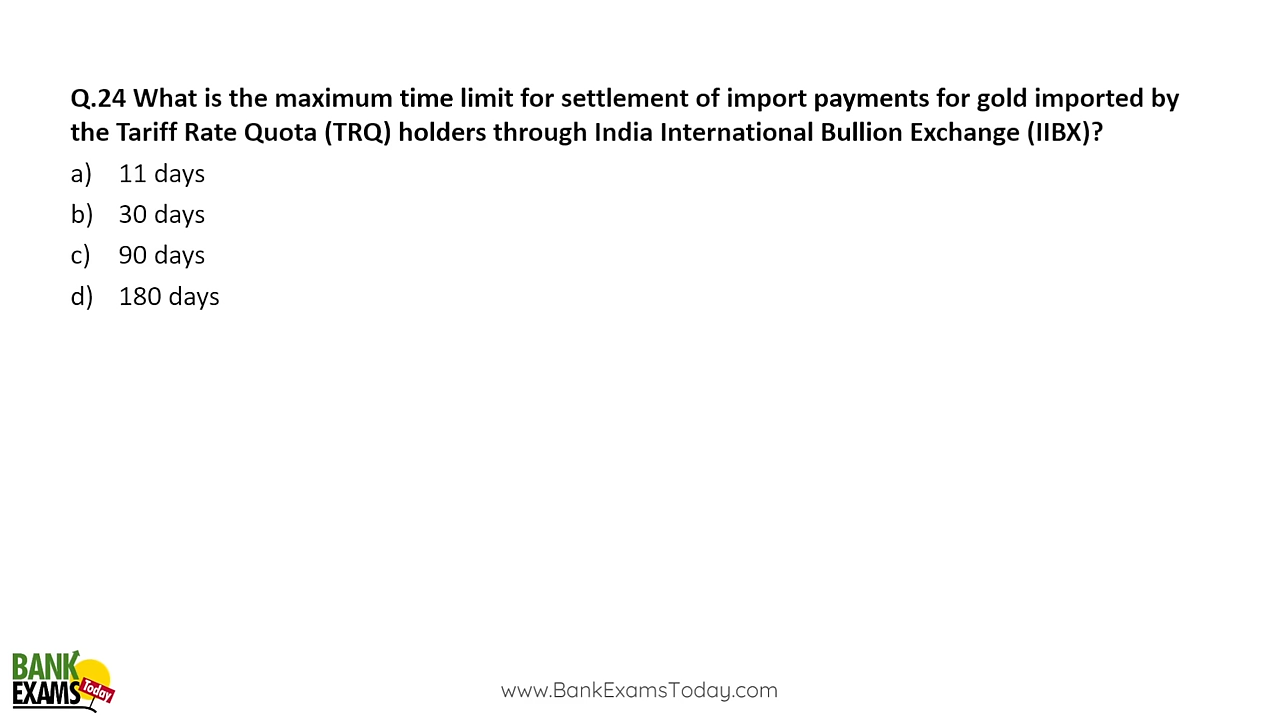 Q.24 What is the maximum time limit for settlement of import payments for gold imported by
the Tariff Rate Quota (TRQ) holders through India International Bullion Exchange (IIBX)?
a) 11 days
b) 30 days
c) 90 days
d) 180 days
BANK
EXAMS Today
www.BankExamsToday.com